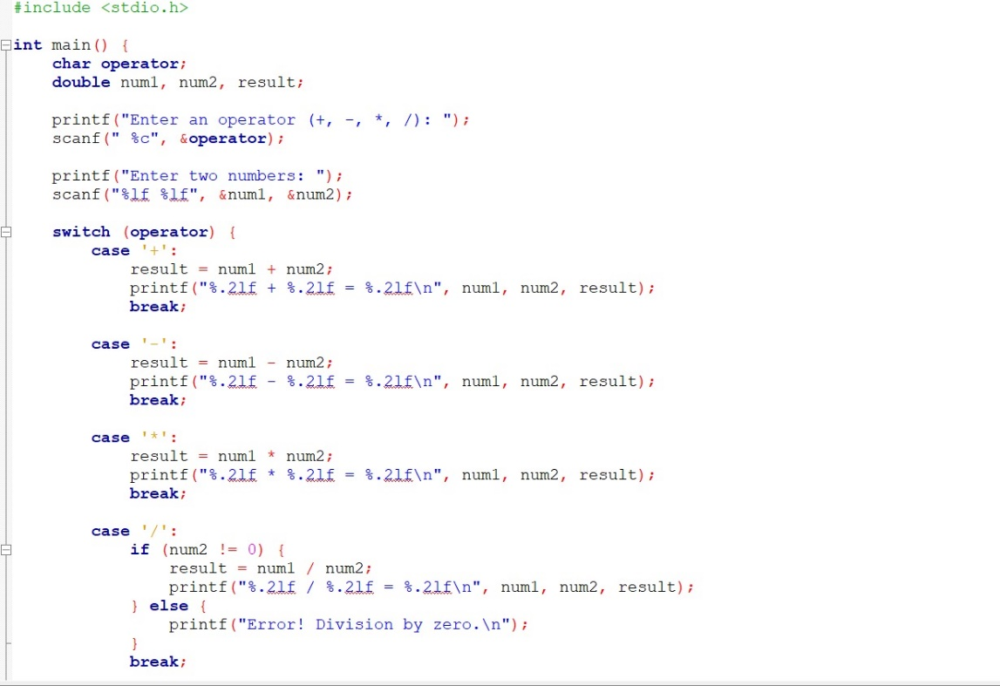 #include <stdio.h>
int main() {
char operator;
double num1, num2, result;
printf("Enter an operator (+, -, *, /): ");
scanf(" %c", &operator);
printf("Enter two numbers: ");
scanf("%lf %lf", &num1, &num2);
switch (operator) {
case '+':
result = num1 + num2;
printf("%.2lf + %.2lf = %.2lf\n", num1, num2, result);
break;
case '-':
result = num1 - num2;
printf("%.2lf - %.2lf = %.2lf\n", num1, num2, result);
break;
case '*':
result = num1 * num2;
printf("%.2lf * %.2lf = %.2lf\n", num1, num2, result);
break;
case '/':
if (num2 != 0) {
result = num1 / num2;
printf("%.2lf / %.2lf = %.2lf\n", num1, num2, result);
} else {
printf("Error! Division by zero.\n");
}
break;